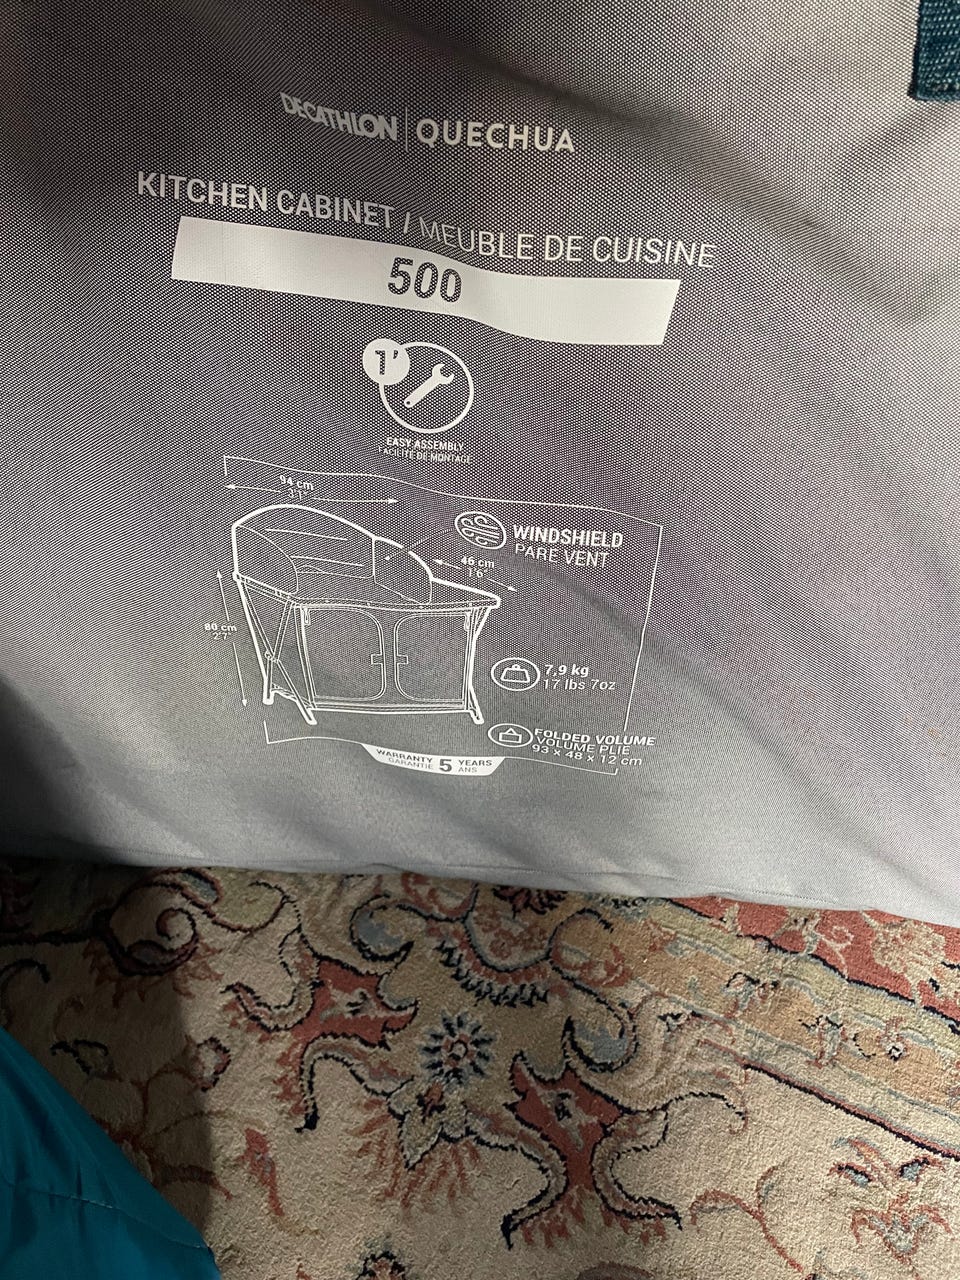 DECATHLON | QUECHUA
KITCHEN CABINET / MEUBLE DE CUISINE
500
1'
EASY ASSEMBLY
FACILITÉ DE MONTAGE
94 cm
3'1"
WINDSHIELD
PARE VENT
46 cm
1'6"
80 cm
2'7"
7,9 kg
17 lbs 7oz
FOLDED VOLUME
VOLUME PLIE
93 x 48 x 12 cm
WARRANTY 5 YEARS
GARANTIE ANS